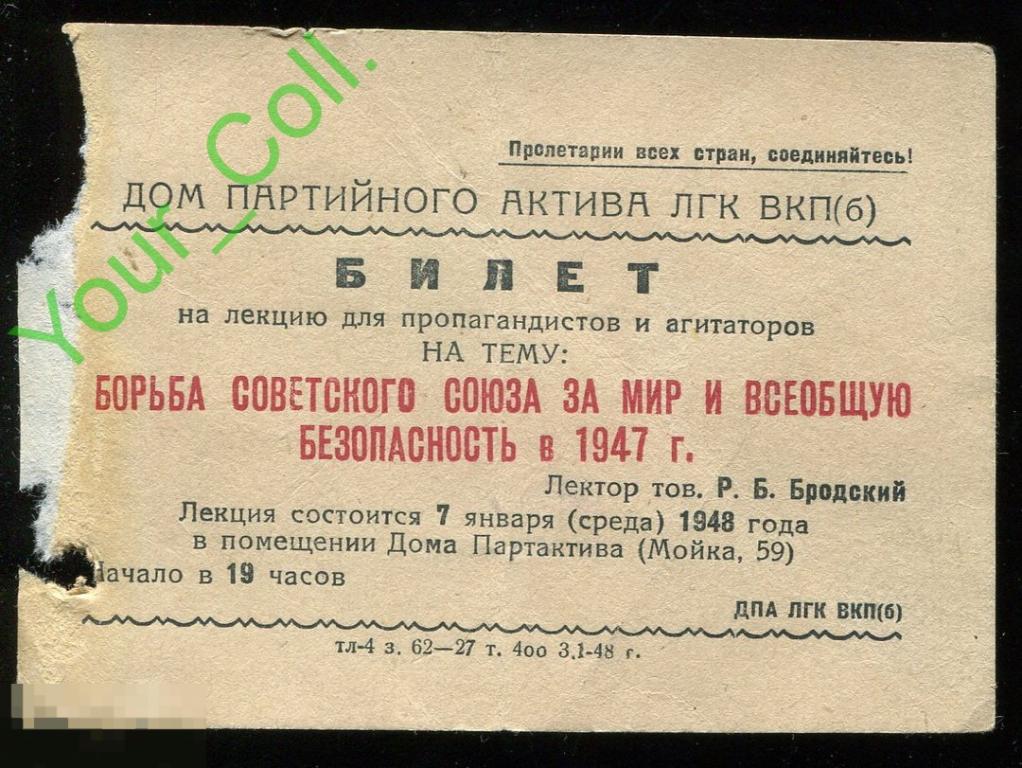 Пролетарии всех стран, соединяйтесь!
ДОМ ПАРТИЙНОГО АКТИВА ЛГК ВКП(б)
БИЛЕТ
на лекцию для пропагандистов и агитаторов
НА ТЕМУ:
БОРЬБА СОВЕТСКОГО СОЮЗА ЗА МИР И ВСЕОБЩУЮ
БЕЗОПАСНОСТЬ в 1947 г.
Лектор тов. Р. Б. Бродский
Лекция состоится 7 января (среда) 1948 года
в помещении Дома Партактива (Мойка, 59)
Начало в 19 часов
ДПА ЛГК ВКП(б)
тл-4 з. 62—27 т. 400 3.1-48 г.
Your_Coll.